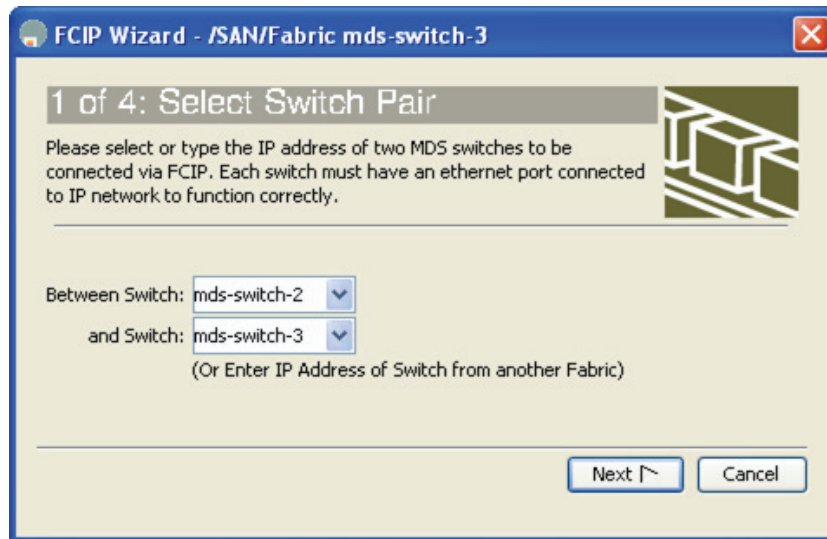 FCIP Wizard - /SAN/Fabric mds-switch-3
1 of 4: Select Switch Pair
Please select or type the IP address of two MDS switches to be
connected via FCIP. Each switch must have an ethernet port connected
to IP network to function correctly.
Between Switch: mds-switch-2
and Switch: mds-switch-3
(Or Enter IP Address of Switch from another Fabric)
Next Cancel